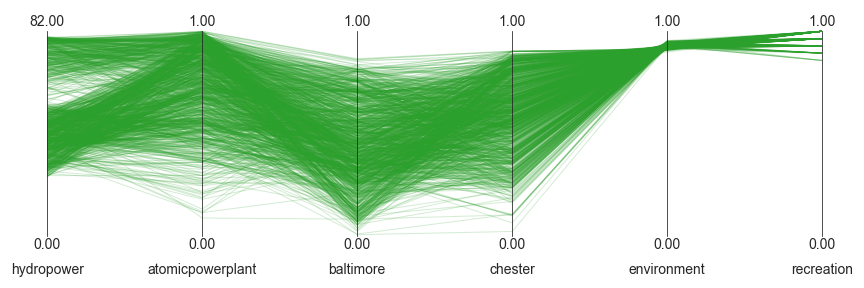 82.00 1.00 1.00 1.00 1.00 1.00
0.00 0.00 0.00 0.00 0.00 0.00
hydropower atomicpowerplant baltimore chester environment recreation